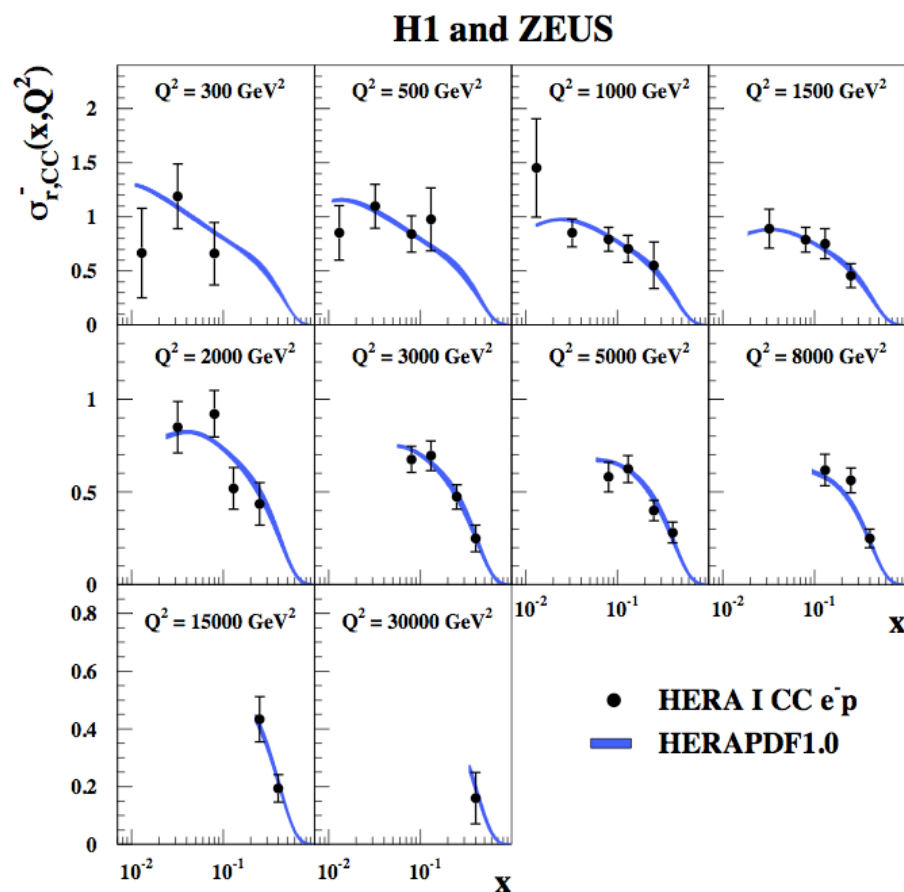 H1 and ZEUS
σ⁻r,CC(x,Q²)
Q² = 300 GeV²
Q² = 500 GeV²
Q² = 1000 GeV²
Q² = 1500 GeV²
2
1.5
1
0.5
0
Q² = 2000 GeV²
Q² = 3000 GeV²
Q² = 5000 GeV²
Q² = 8000 GeV²
1
0.5
0
10⁻² 10⁻¹ 10⁻² 10⁻¹
x
Q² = 15000 GeV²
Q² = 30000 GeV²
0.8
0.6
0.4
0.2
0
10⁻² 10⁻¹ 10⁻² 10⁻¹
x
HERA I CC e⁻p
HERAPDF1.0